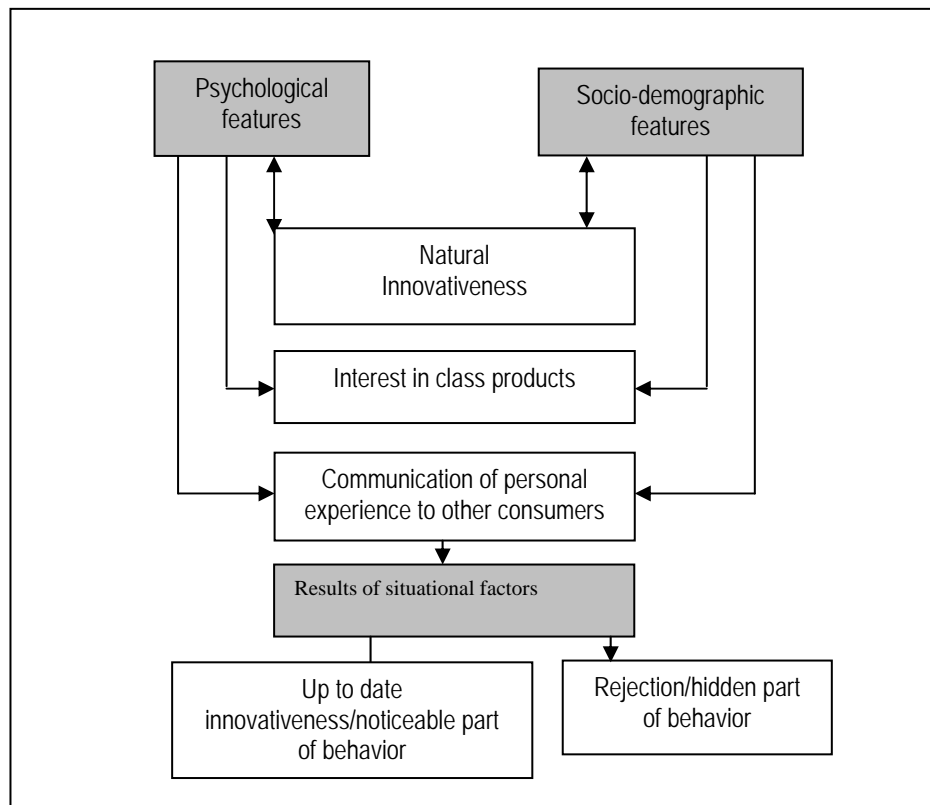 Psychological
features
Socio-demographic
features
Natural
Innovativeness
Interest in class products
Communication of personal
experience to other consumers
Results of situational factors
Up to date
innovativeness/noticeable part
of behavior
Rejection/hidden part
of behavior